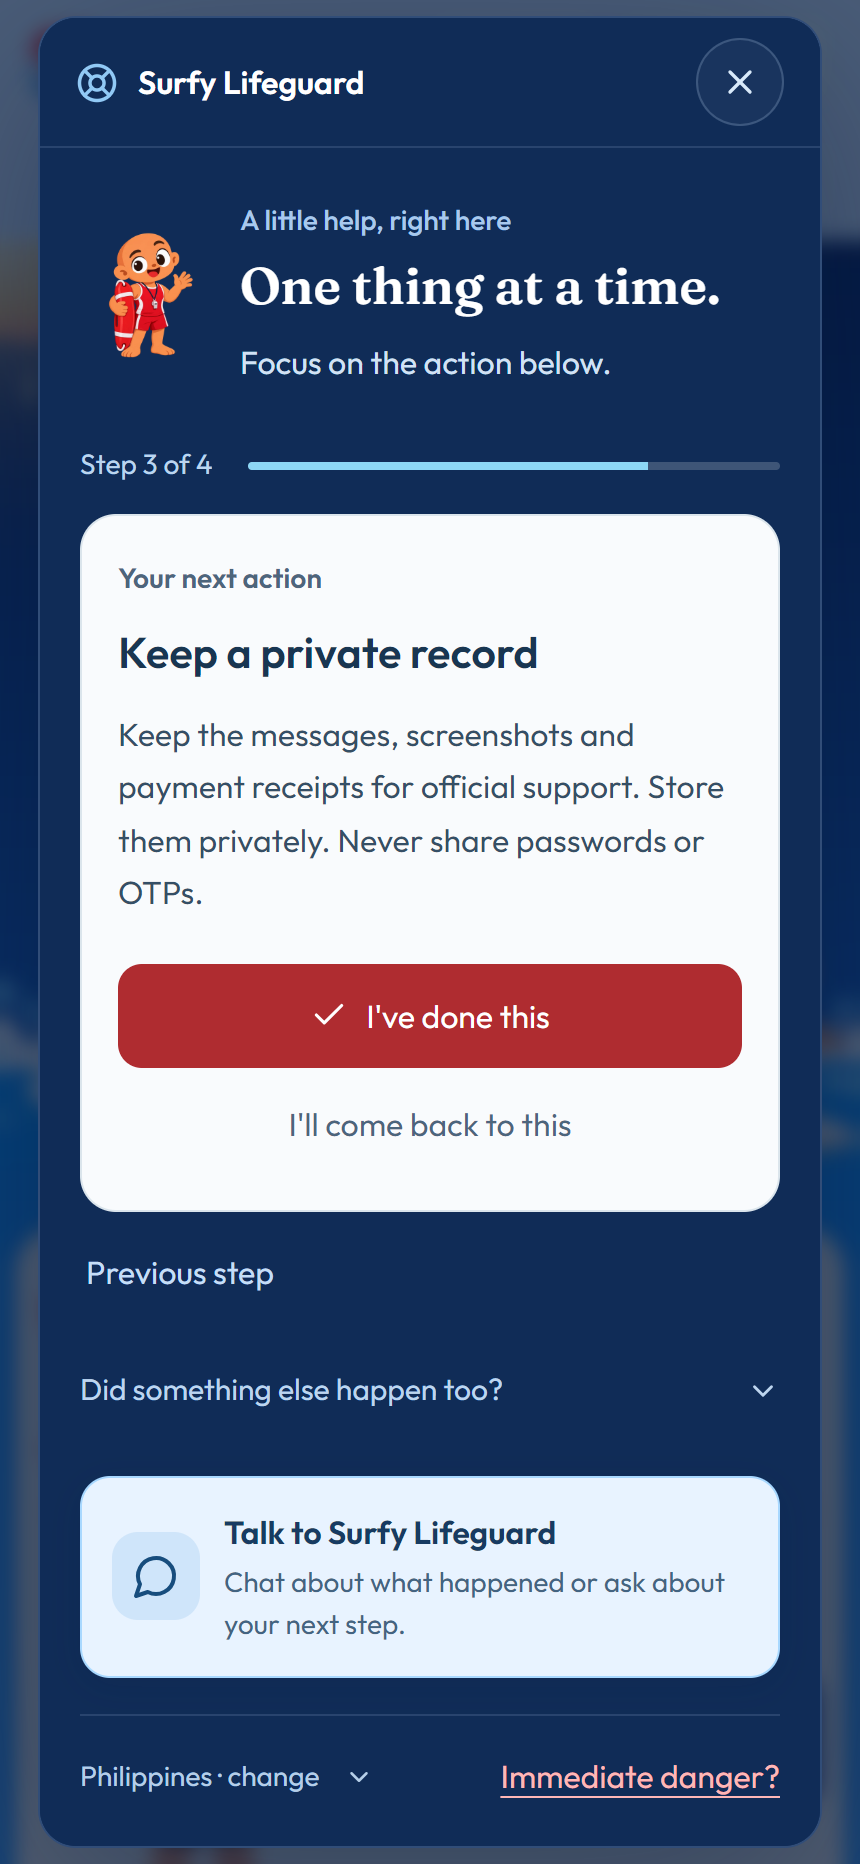 Surfy Lifeguard
A little help, right here
One thing at a time.
Focus on the action below.
Step 3 of 4
Your next action
Keep a private record
Keep the messages, screenshots and
payment receipts for official support. Store
them privately. Never share passwords or
OTPs.
I've done this
I'll come back to this
Previous step
Did something else happen too?
Talk to Surfy Lifeguard
Chat about what happened or ask about
your next step.
Philippines · change
Immediate danger?